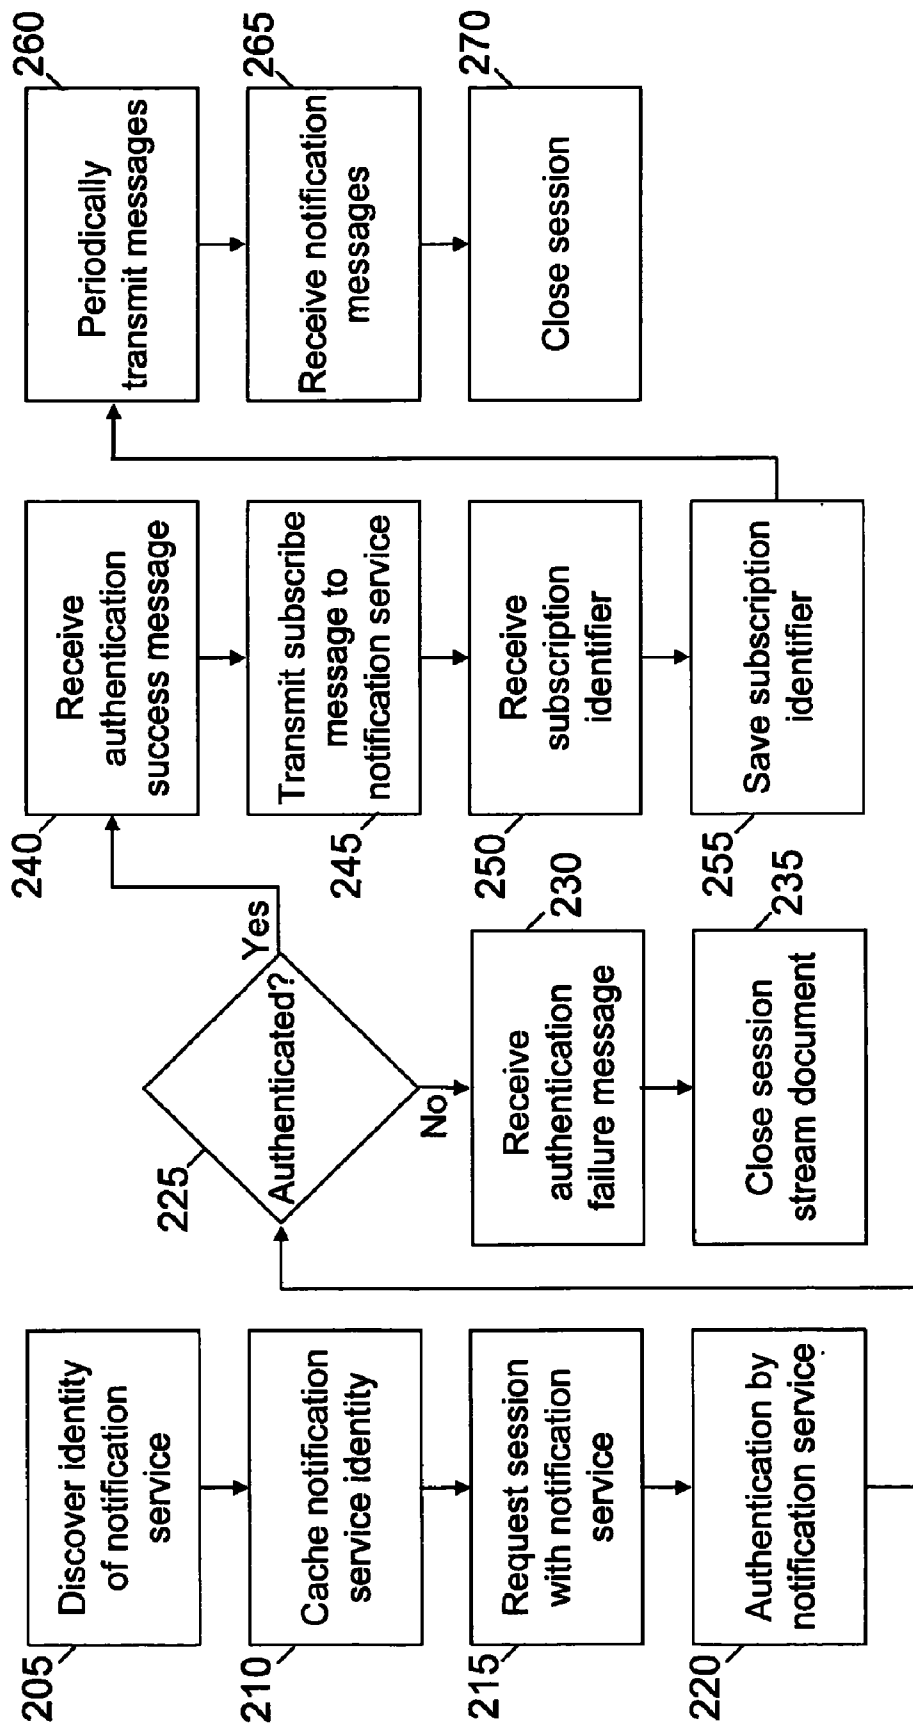 205
Discover identity
of notification
service
210
Cache notification
service identity
215
Request session
with notification
service
220
Authentication by
notification service
225
Authenticated?
Yes
No
230
Receive
authentication
failure message
235
Close session
stream document
240
Receive
authentication
success message
245
Transmit subscribe
message to
notification service
250
Receive
subscription
identifier
255
Save subscription
identifier
260
Periodically
transmit messages
265
Receive notification
messages
270
Close session